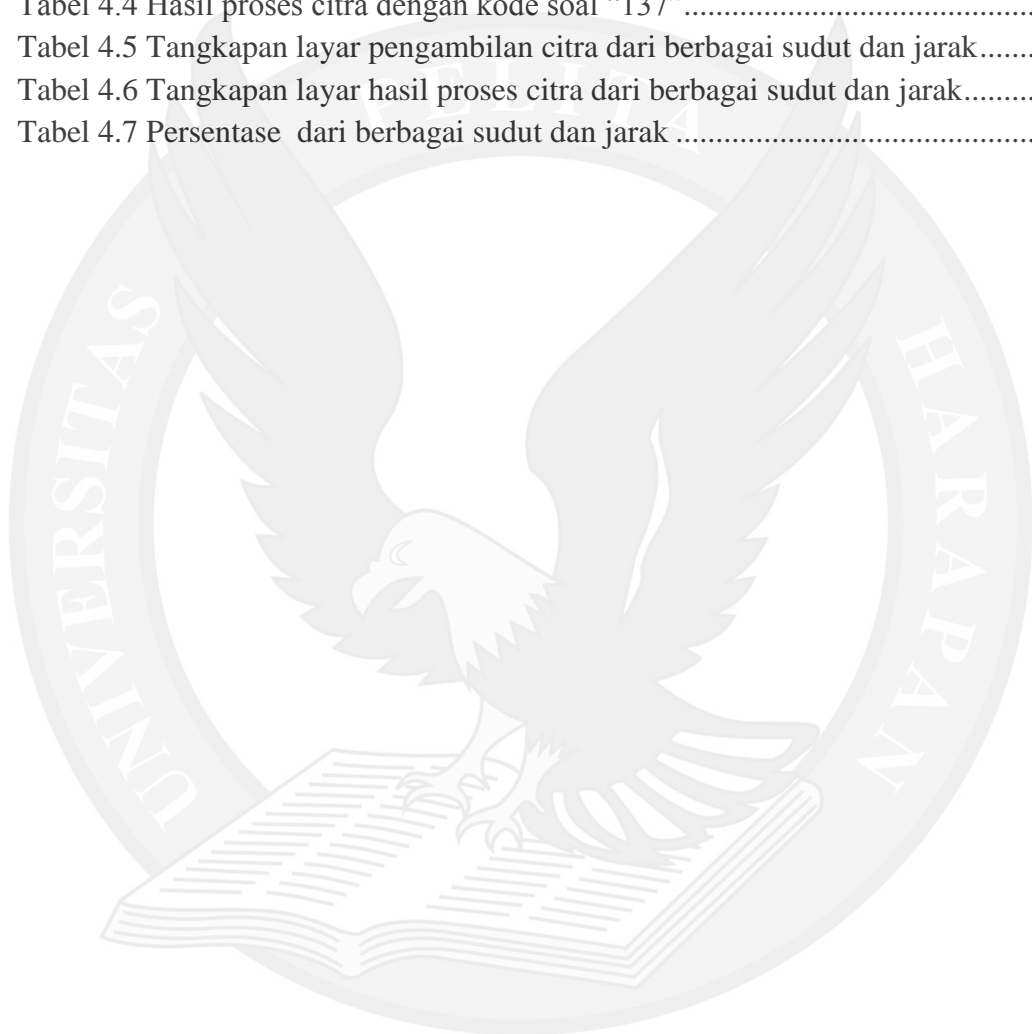 Tabel 4.4 Hasil proses citra dengan kode soal “137”.....................................
Tabel 4.5 Tangkapan layar pengambilan citra dari berbagai sudut dan jarak........
Tabel 4.6 Tangkapan layar hasil proses citra dari berbagai sudut dan jarak..........
Tabel 4.7 Persentase  dari berbagai sudut dan jarak .....................................
UNIVERSITAS PELITA HARAPAN